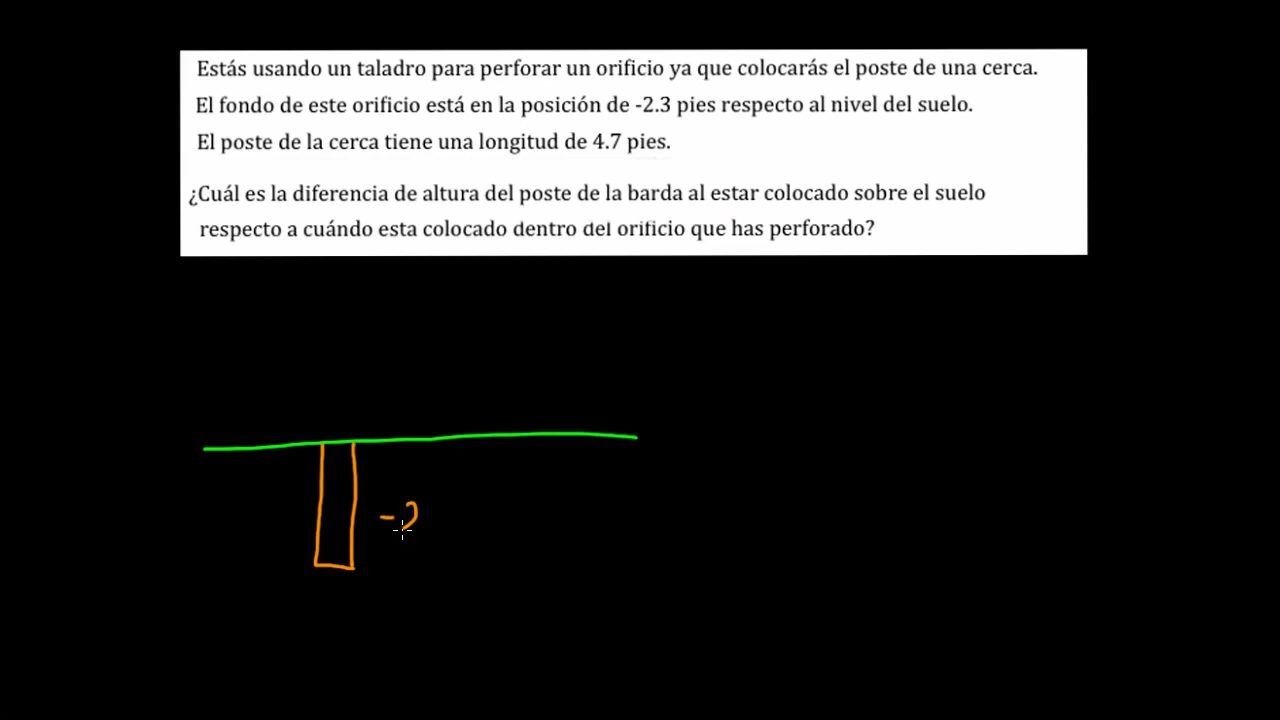 Estás usando un taladro para perforar un orificio ya que colocarás el poste de una cerca.
El fondo de este orificio está en la posición de -2.3 pies respecto al nivel del suelo.
El poste de la cerca tiene una longitud de 4.7 pies.
¿Cuál es la diferencia de altura del poste de la barda al estar colocado sobre el suelo
respecto a cuándo esta colocado dentro del orificio que has perforado?
-2